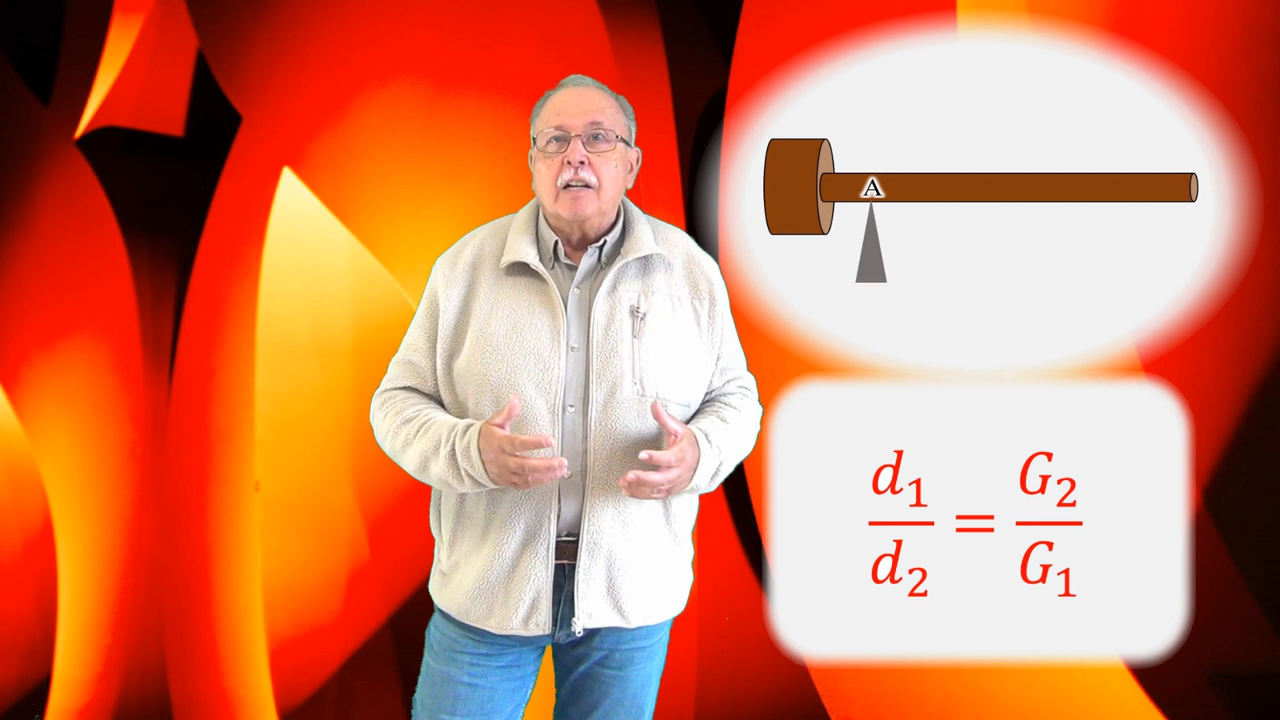 A
d₁/d₂ = G₂/G₁